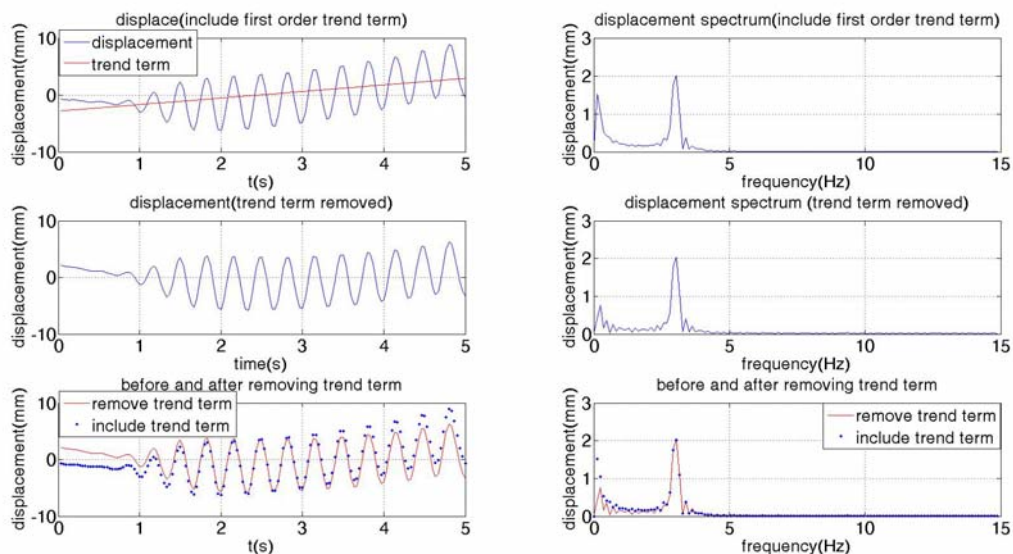 displace(include first order trend term)
displacement(mm)
10
0
-10
displacement
trend term
0 1 2 3 4 5
t(s)
displacement spectrum(include first order trend term)
displacement(mm)
3
2
1
0
0 5 10 15
frequency(Hz)
displacement(trend term removed)
displacement(mm)
10
0
-10
0 1 2 3 4 5
time(s)
displacement spectrum (trend term removed)
displacement(mm)
3
2
1
0
0 5 10 15
frequency(Hz)
before and after removing trend term
displacement(mm)
10
0
-10
remove trend term
include trend term
0 1 2 3 4 5
t(s)
before and after removing trend term
displacement(mm)
3
2
1
0
remove trend term
include trend term
0 5 10 15
frequency(Hz)